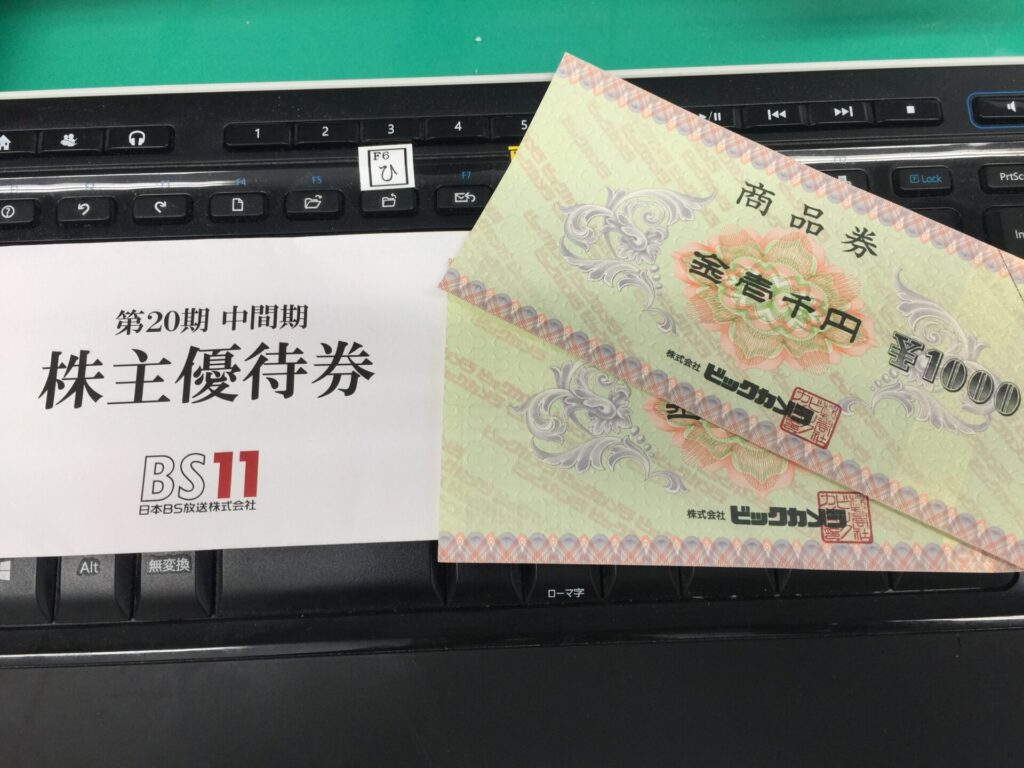 1 2 3 4 5
F6
ひ
F4 F5 F7
Lock
PrtSc
第20期 中間期
株主優待券
BS11
日本BS放送株式会社
商品券
金壱千円
¥1000
株式会社 ビックカメラ
株式会社 ビックカメラ
Alt
無変換
ローマ字